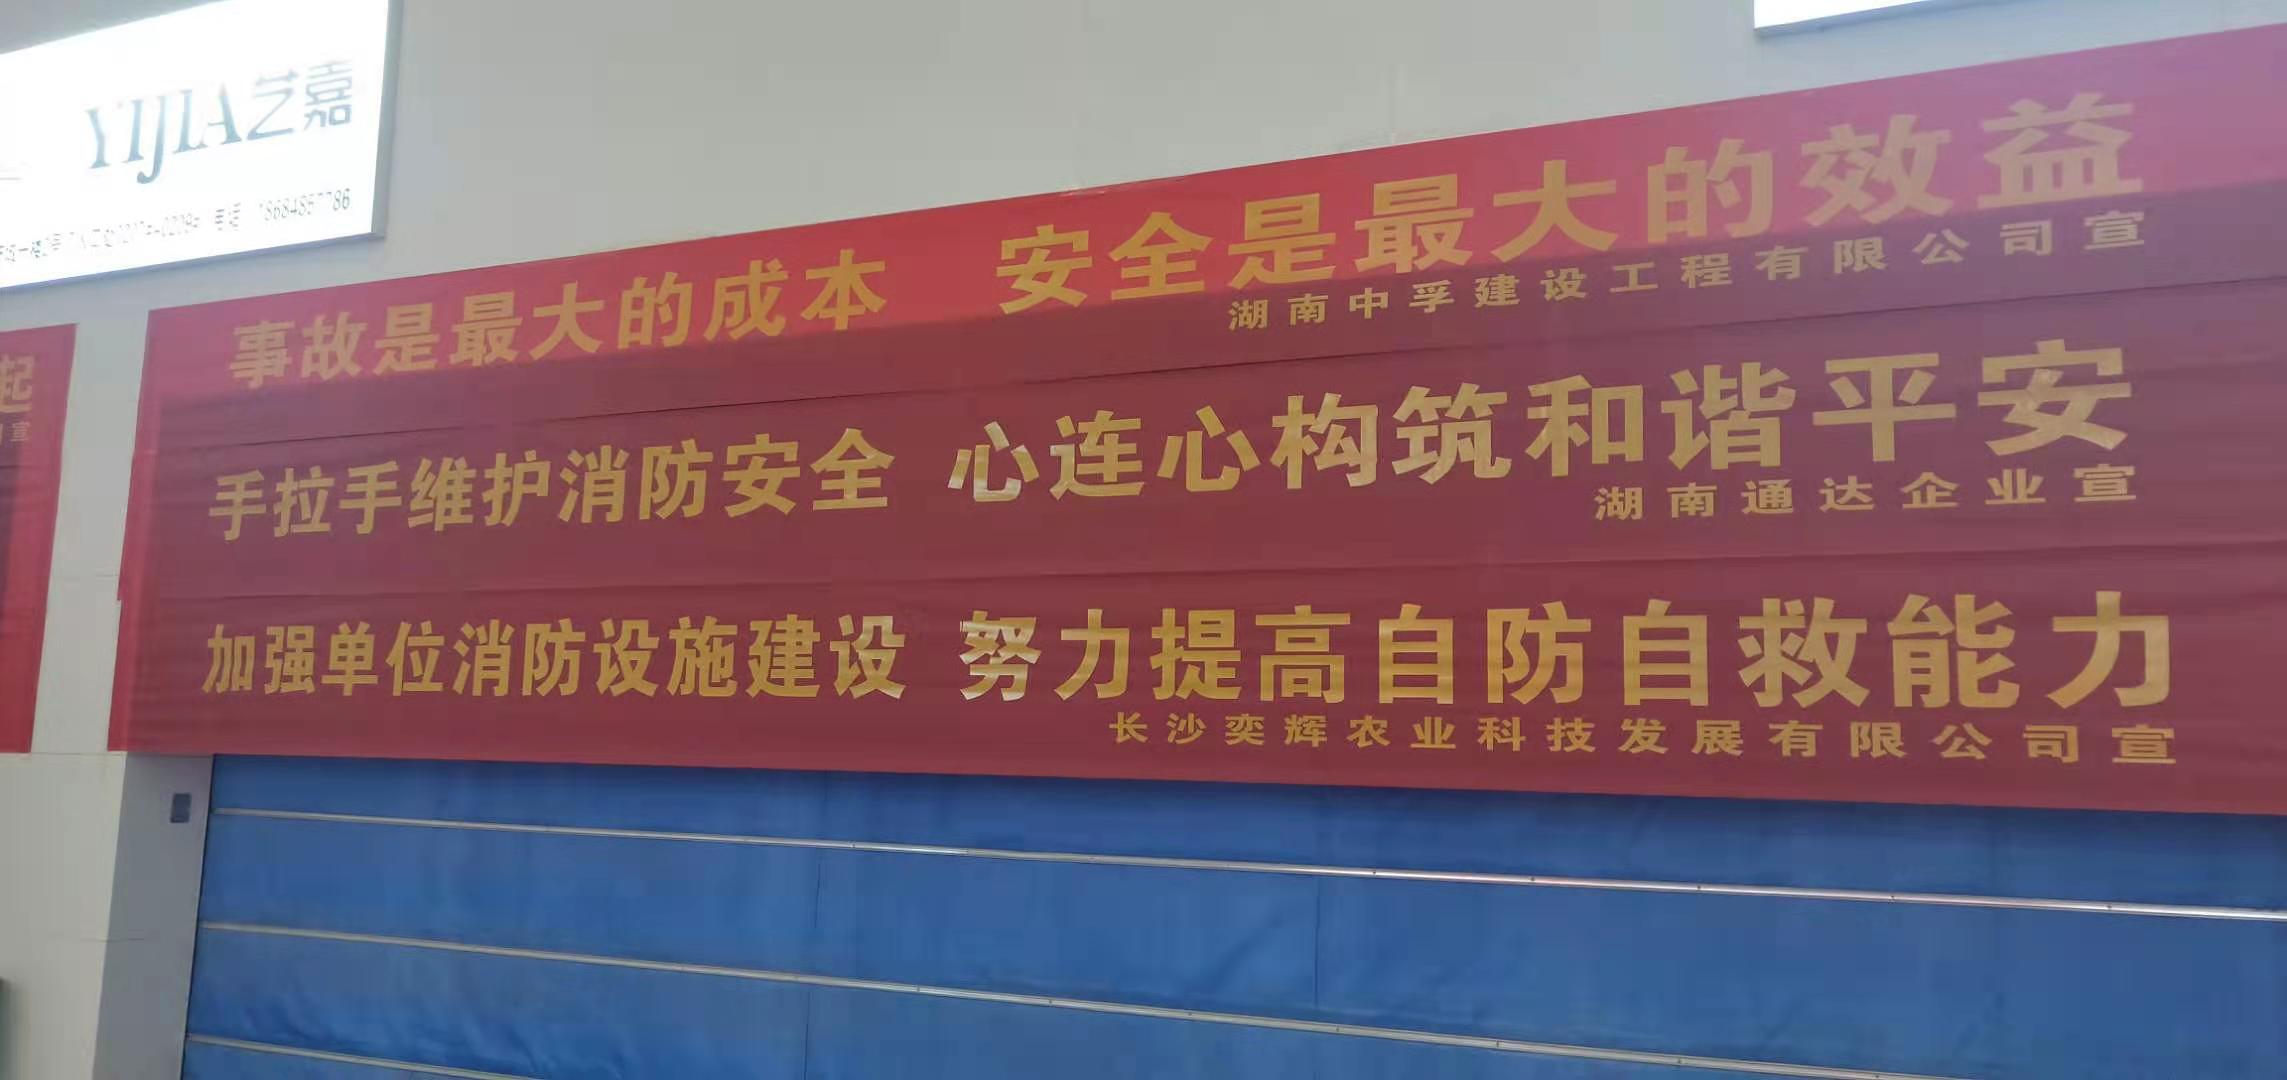 YIJIA艺嘉
事故是最大的成本 安全是最大的效益
湖南中孚建设工程有限公司宣
手拉手维护消防安全 心连心构筑和谐平安
湖南通达企业宣
加强单位消防设施建设 努力提高自防自救能力
长沙奕辉农业科技发展有限公司宣
起
宣